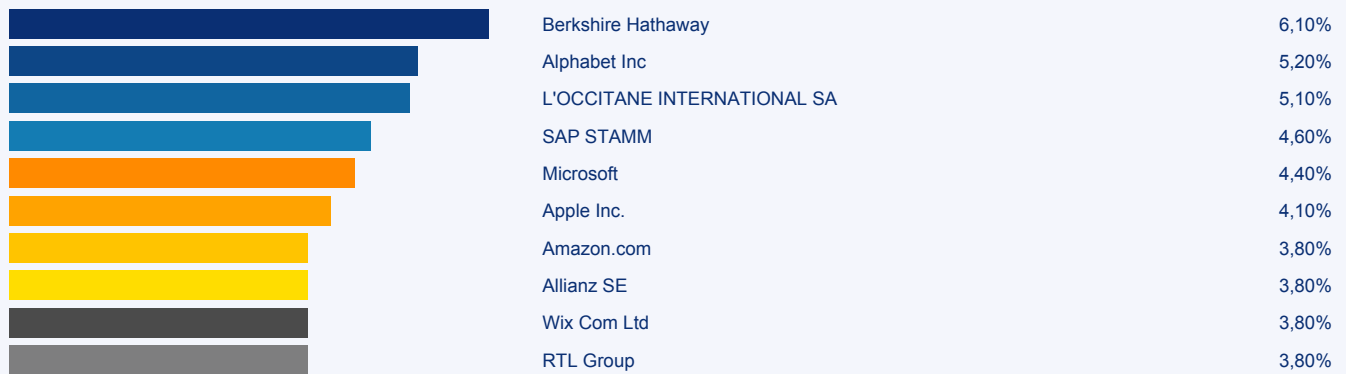 Berkshire Hathaway 6,10%
Alphabet Inc 5,20%
L'OCCITANE INTERNATIONAL SA 5,10%
SAP STAMM 4,60%
Microsoft 4,40%
Apple Inc. 4,10%
Amazon.com 3,80%
Allianz SE 3,80%
Wix Com Ltd 3,80%
RTL Group 3,80%